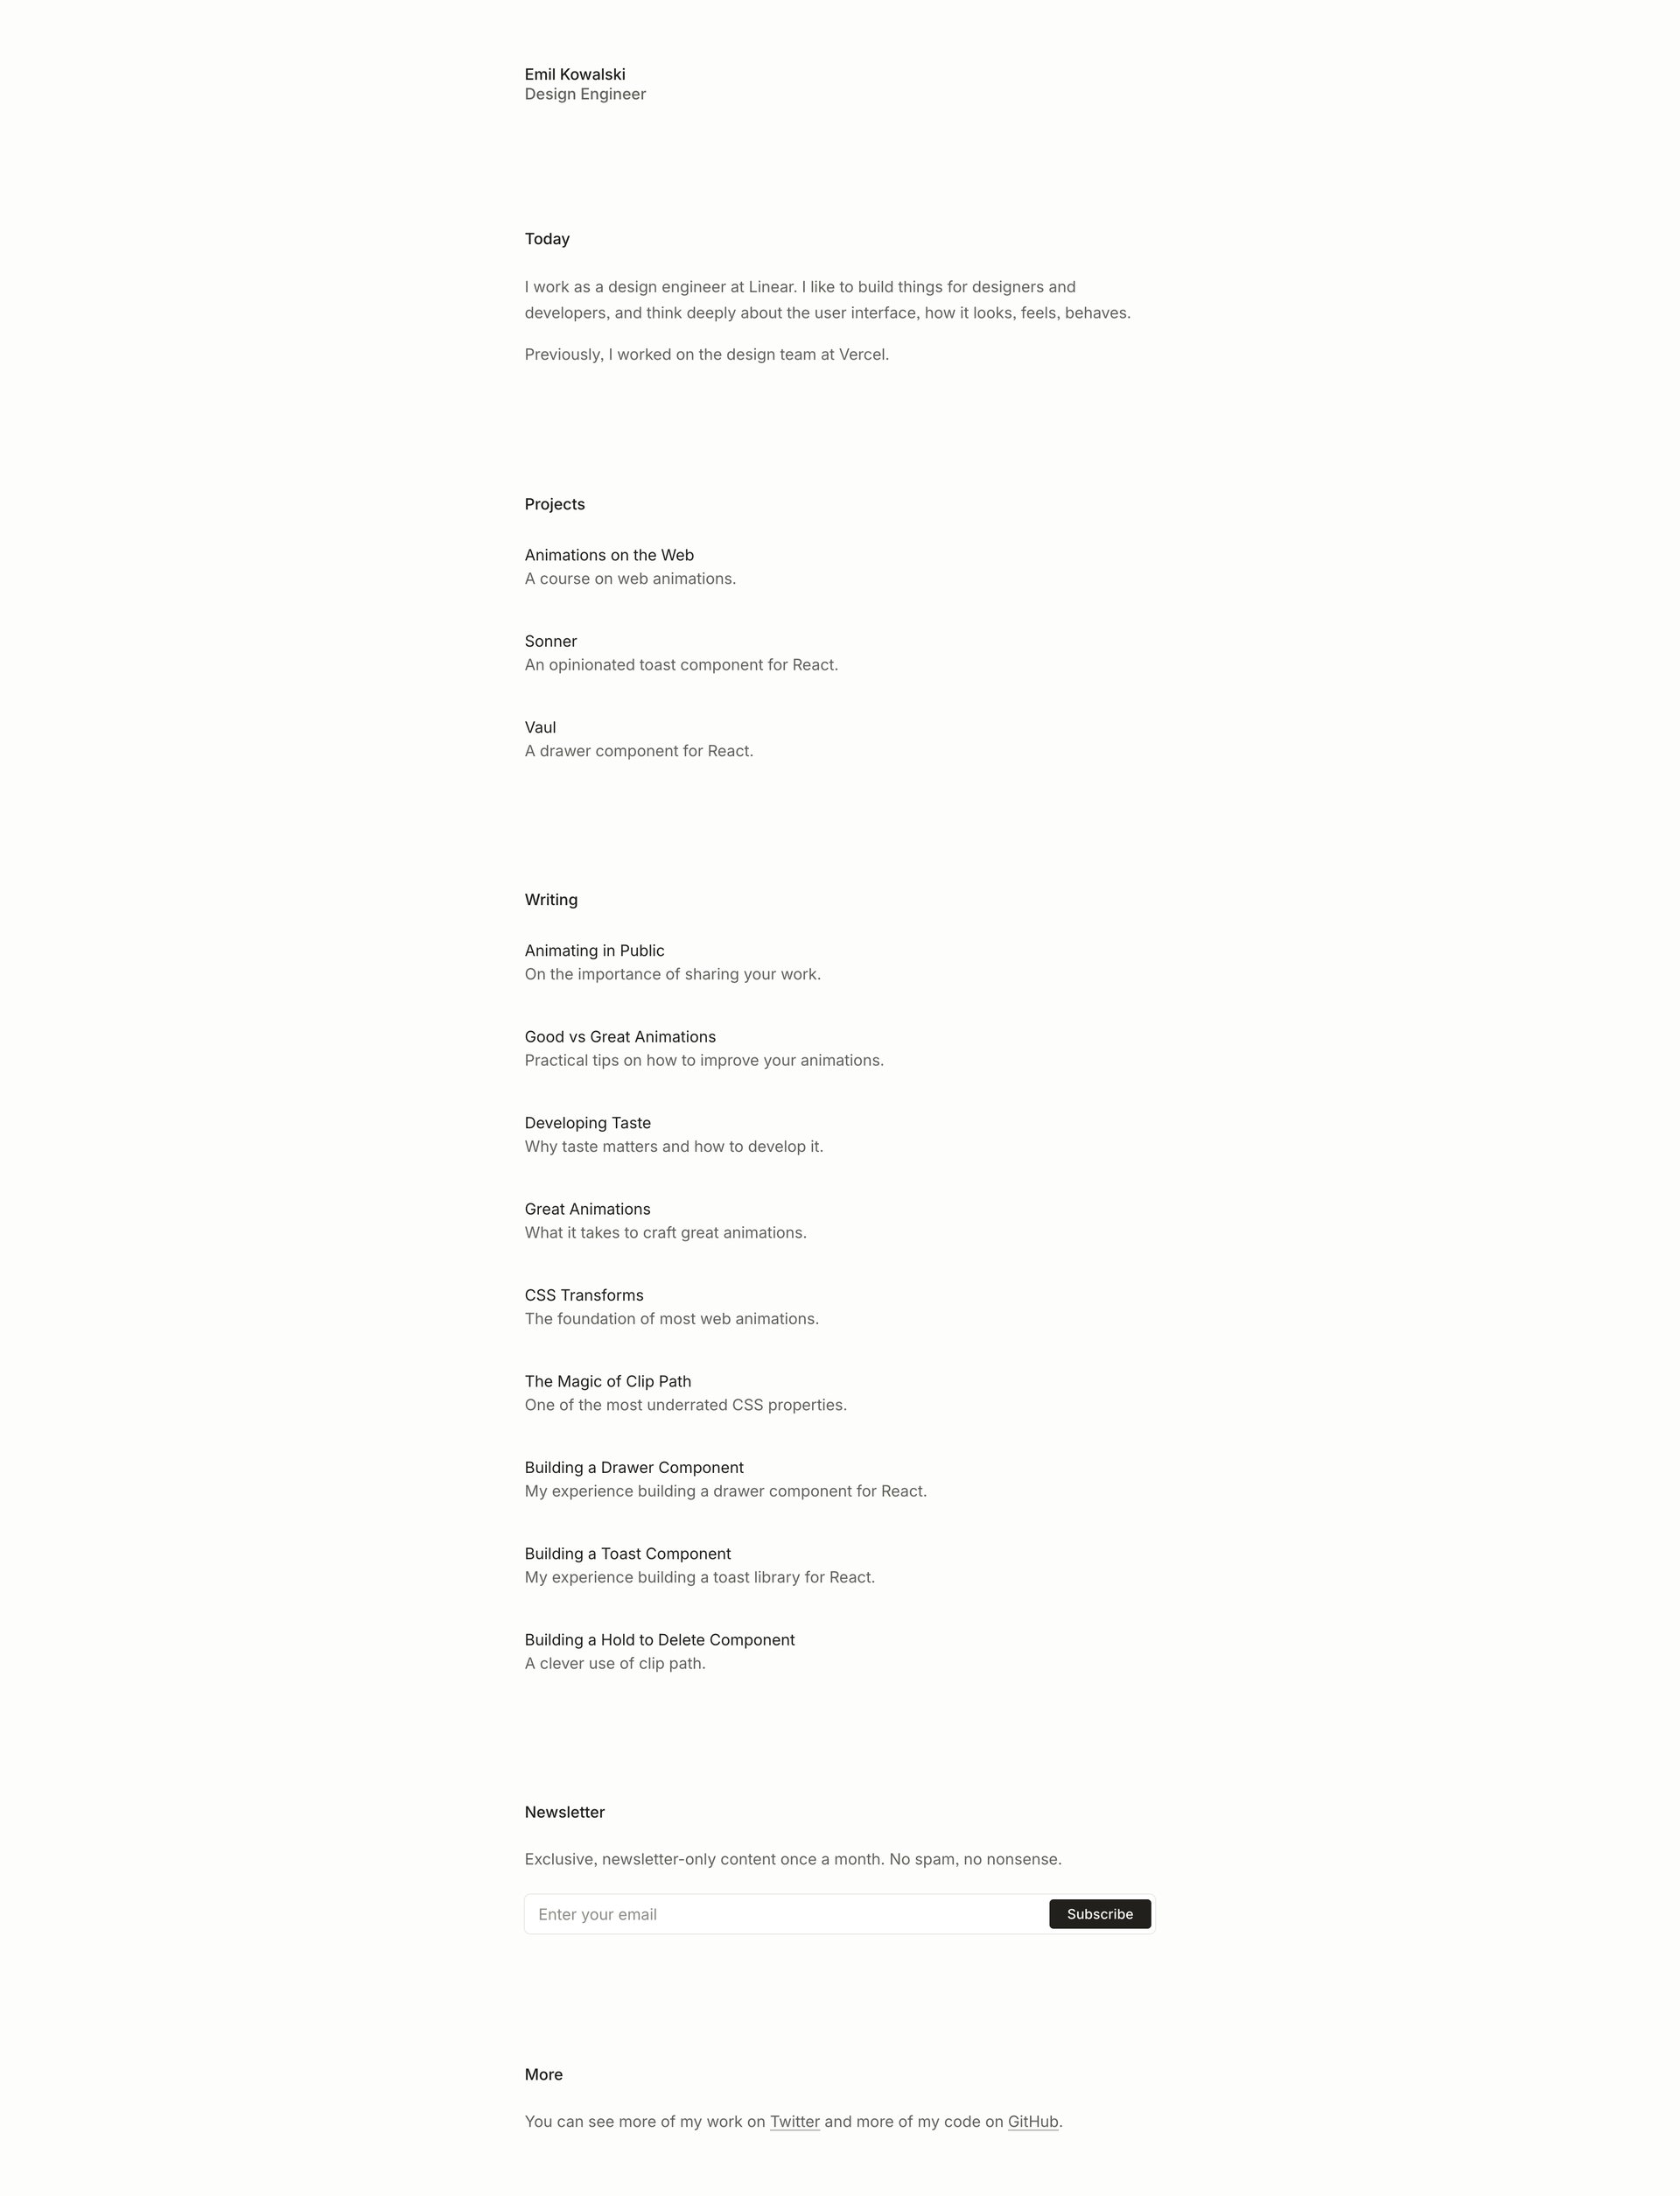 Emil Kowalski
Design Engineer
Today
I work as a design engineer at Linear. I like to build things for designers and
developers, and think deeply about the user interface, how it looks, feels, behaves.
Previously, I worked on the design team at Vercel.
Projects
Animations on the Web
A course on web animations.
Sonner
An opinionated toast component for React.
Vaul
A drawer component for React.
Writing
Animating in Public
On the importance of sharing your work.
Good vs Great Animations
Practical tips on how to improve your animations.
Developing Taste
Why taste matters and how to develop it.
Great Animations
What it takes to craft great animations.
CSS Transforms
The foundation of most web animations.
The Magic of Clip Path
One of the most underrated CSS properties.
Building a Drawer Component
My experience building a drawer component for React.
Building a Toast Component
My experience building a toast library for React.
Building a Hold to Delete Component
A clever use of clip path.
Newsletter
Exclusive, newsletter-only content once a month. No spam, no nonsense.
Enter your email Subscribe
More
You can see more of my work on Twitter and more of my code on GitHub.